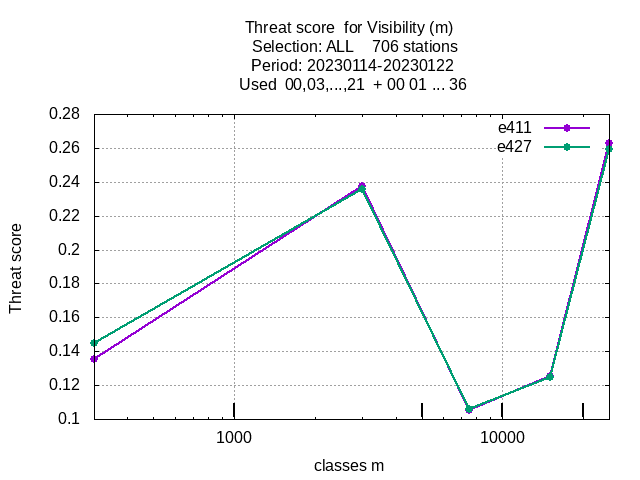 Threat score  for Visibility (m)
Selection: ALL    706 stations
Period: 20230114-20230122
Used  00,03,...,21  + 00 01 ... 36
0.28
0.26
0.24
0.22
0.2
0.18
0.16
0.14
0.12
0.1
Threat score
e411
e427
1000
10000
classes m